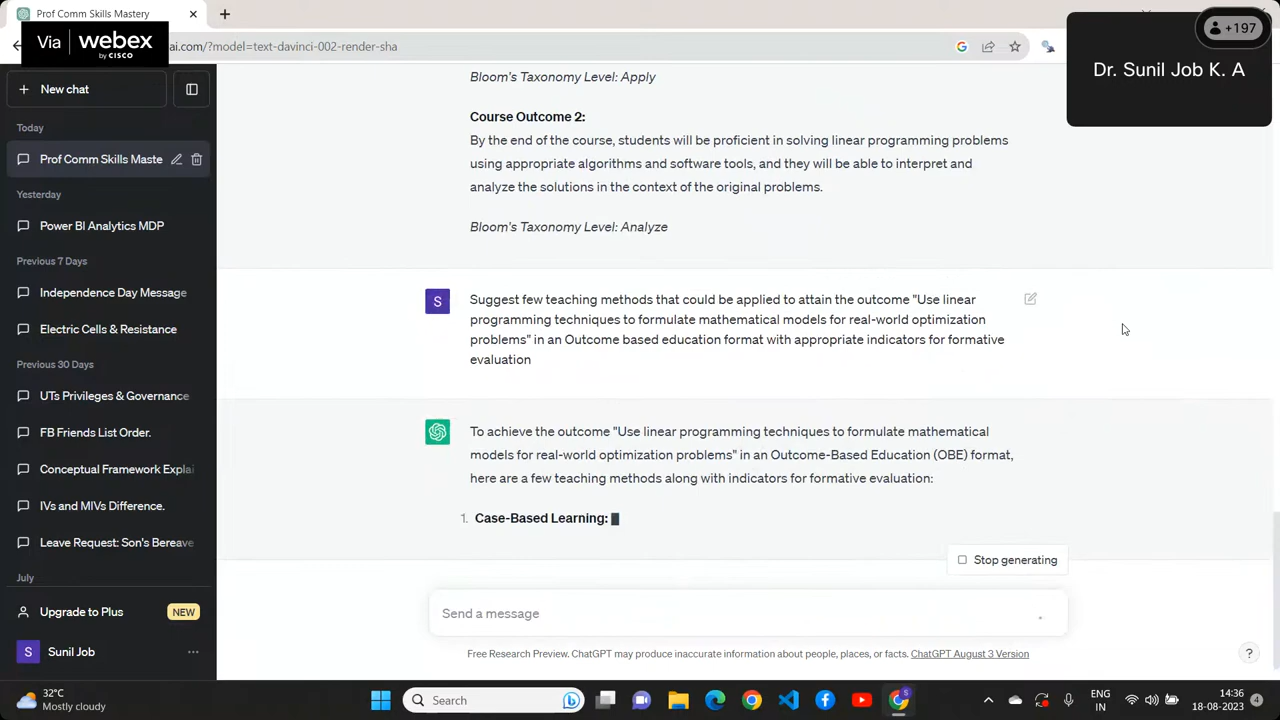 Prof Comm Skills Mastery
Via webex
by CISCO
ai.com/?model=text-davinci-002-render-sha
+197
Dr. Sunil Job K. A
New chat
Today
Prof Comm Skills Maste
Yesterday
Power BI Analytics MDP
Previous 7 Days
Independence Day Message
Electric Cells & Resistance
Previous 30 Days
UTs Privileges & Governance
FB Friends List Order.
Conceptual Framework Explai
IVs and MIVs Difference.
Leave Request: Son's Bereave
July
Upgrade to Plus NEW
S Sunil Job
Bloom's Taxonomy Level: Apply
Course Outcome 2:
By the end of the course, students will be proficient in solving linear programming problems
using appropriate algorithms and software tools, and they will be able to interpret and
analyze the solutions in the context of the original problems.
Bloom's Taxonomy Level: Analyze
S
Suggest few teaching methods that could be applied to attain the outcome "Use linear
programming techniques to formulate mathematical models for real-world optimization
problems" in an Outcome based education format with appropriate indicators for formative
evaluation
To achieve the outcome "Use linear programming techniques to formulate mathematical
models for real-world optimization problems" in an Outcome-Based Education (OBE) format,
here are a few teaching methods along with indicators for formative evaluation:
1. Case-Based Learning:
Stop generating
Send a message
Free Research Preview. ChatGPT may produce inaccurate information about people, places, or facts. ChatGPT August 3 Version
?
32°C
Mostly cloudy
Search
ENG
IN
14:36
18-08-2023
4